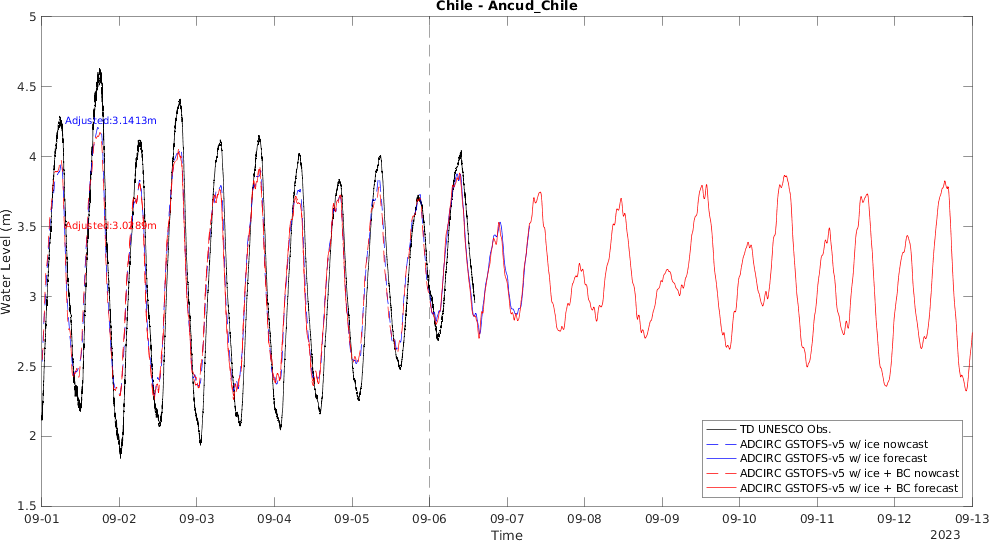 Chile - Ancud_Chile
5
4.5
4
3.5
3
2.5
2
1.5
Water Level (m)
Adjusted:3.1413m
Adjusted:3.0289m
TD UNESCO Obs.
ADCIRC GSTOFS-v5 w/ ice nowcast
ADCIRC GSTOFS-v5 w/ ice forecast
ADCIRC GSTOFS-v5 w/ ice + BC nowcast
ADCIRC GSTOFS-v5 w/ ice + BC forecast
09-01 09-02 09-03 09-04 09-05 09-06 09-07 09-08 09-09 09-10 09-11 09-12 09-13
Time
2023